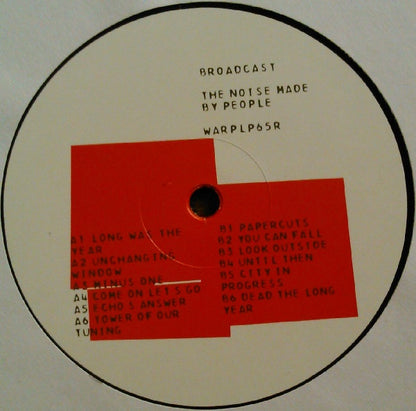 BROADCAST
THE NOISE MADE
BY PEOPLE
WARPLP65R
A1 LONG WAS THE
YEAR
A2 UNCHANGING
WINDOW
A3 MINUS ONE
A4 COME ON LET'S GO
A5 ECHO'S ANSWER
A6 TOWER OF OUR
TUNING
B1 PAPERCUTS
B2 YOU CAN FALL
B3 LOOK OUTSIDE
B4 UNTIL THEN
B5 CITY IN
PROGRESS
B6 DEAD THE LONG
YEAR